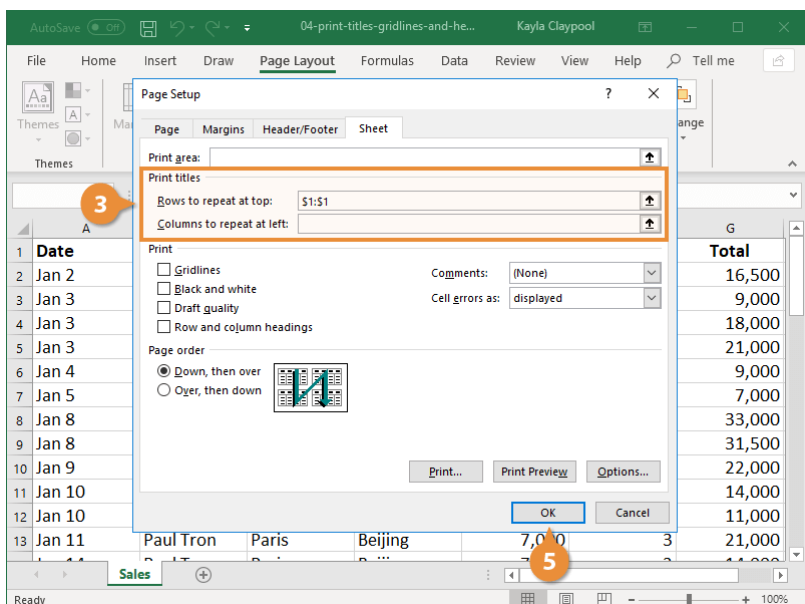 AutoSave Off 04-print-titles-gridlines-and-he... Kayla Claypool
File Home Insert Draw Page Layout Formulas Data Review View Help Tell me
Aa
A
Themes
Themes
Page Setup ? ×
Page Margins Header/Footer Sheet
Print area:
Print titles
3
Rows to repeat at top: $1:$1
Columns to repeat at left:
Print
Gridlines
Black and white
Draft quality
Row and column headings
Comments: (None)
Cell errors as: displayed
Page order
Down, then over
Over, then down
Print... Print Preview Options...
OK Cancel
5
A G
1 Date Total
2 Jan 2 16,500
3 Jan 3 9,000
4 Jan 3 18,000
5 Jan 3 21,000
6 Jan 4 9,000
7 Jan 5 7,000
8 Jan 8 33,000
9 Jan 8 31,500
10 Jan 9 22,000
11 Jan 10 14,000
12 Jan 10 11,000
13 Jan 11 Paul Tron Paris Beijing 3 21,000
Sales
Ready 100%